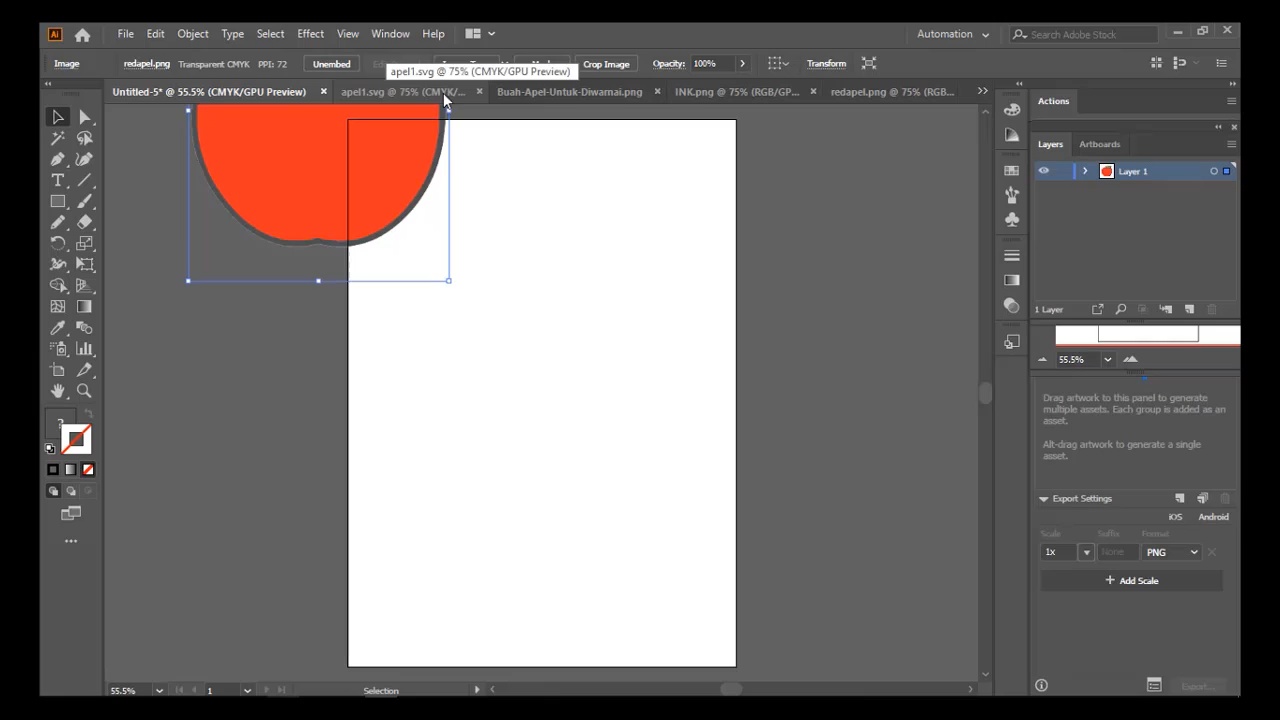 Ai File Edit Object Type Select Effect View Window Help Automation Search Adobe Stock
Image redapel.png Transparent CMYK PPI: 72 Unembed Crop Image Opacity: 100% Transform
apel1.svg @ 75% (CMYK/GPU Preview)
Untitled-5* @ 55.5% (CMYK/GPU Preview) apel1.svg @ 75% (CMYK/... Buah-Apel-Untuk-Diwarnai.png INK.png @ 75% (RGB/GP... redapel.png @ 75% (RGB...
Actions
Layers Artboards
Layer 1
1 Layer
55.5%
Drag artwork to this panel to generate
multiple assets. Each group is added as an
asset.
Alt-drag artwork to generate a single
asset.
Export Settings
iOS Android
Scale Suffix Format
1x None PNG
+ Add Scale
Export...
?
55.5% 1 Selection